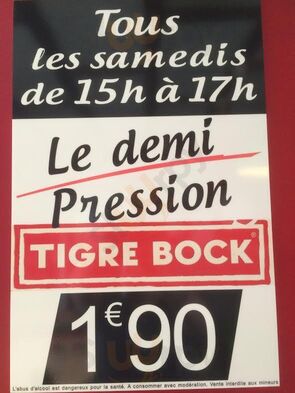 Tous
les samedis
de 15h à 17h
Le demi
Pression
TIGRE BOCK®
1€90
L'abus d'alcool est dangereux pour la santé. A consommer avec modération. Vente interdite aux mineurs